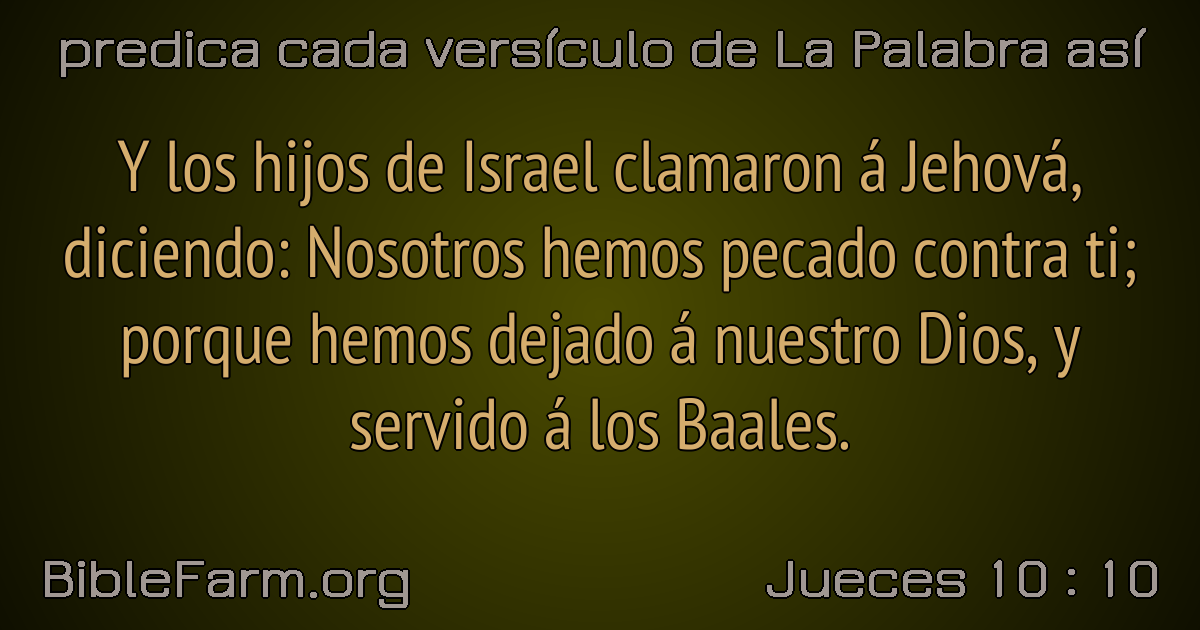 predica cada versículo de La Palabra así
Y los hijos de Israel clamaron á Jehová,
diciendo: Nosotros hemos pecado contra ti;
porque hemos dejado á nuestro Dios, y
servido á los Baales.
BibleFarm.org
Jueces 10 : 10